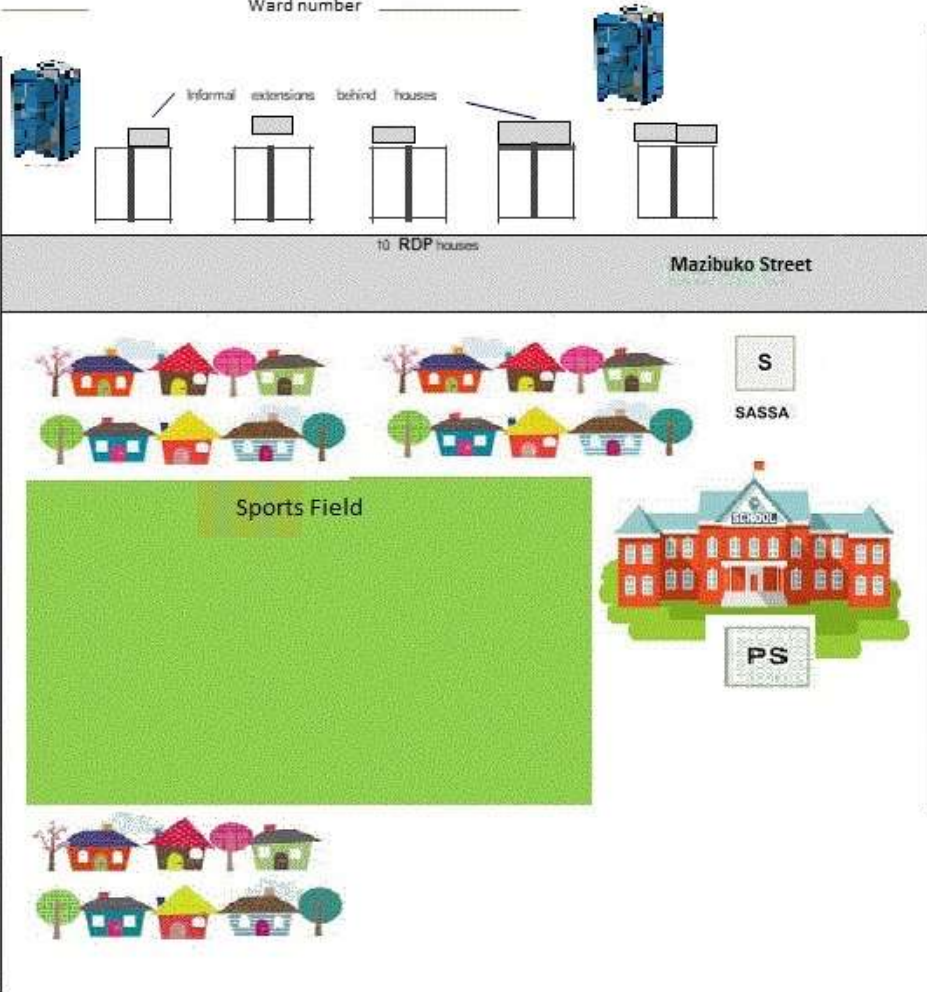 Ward number
Informal extensions behind houses
10 RDP houses
Mazibuko Street
S
SASSA
Sports Field
SCHOOL
PS